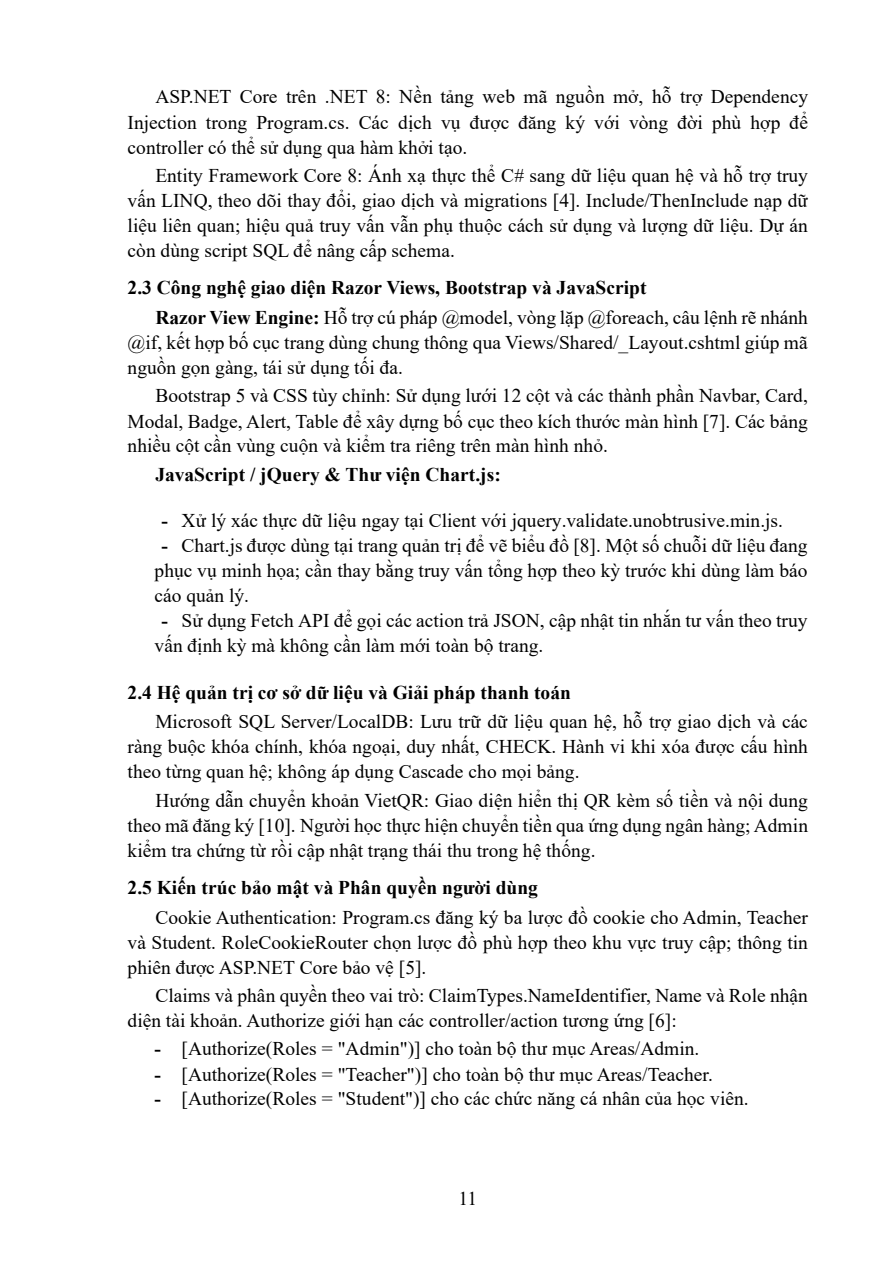 ASP.NET Core trên .NET 8: Nền tảng web mã nguồn mở, hỗ trợ Dependency
Injection trong Program.cs. Các dịch vụ được đăng ký với vòng đời phù hợp để
controller có thể sử dụng qua hàm khởi tạo.
Entity Framework Core 8: Ánh xạ thực thể C# sang dữ liệu quan hệ và hỗ trợ truy
vấn LINQ, theo dõi thay đổi, giao dịch và migrations [4]. Include/ThenInclude nạp dữ
liệu liên quan; hiệu quả truy vấn vẫn phụ thuộc cách sử dụng và lượng dữ liệu. Dự án
còn dùng script SQL để nâng cấp schema.
2.3 Công nghệ giao diện Razor Views, Bootstrap và JavaScript
Razor View Engine: Hỗ trợ cú pháp @model, vòng lặp @foreach, câu lệnh rẽ nhánh
@if, kết hợp bố cục trang dùng chung thông qua Views/Shared/_Layout.cshtml giúp mã
nguồn gọn gàng, tái sử dụng tối đa.
Bootstrap 5 và CSS tùy chỉnh: Sử dụng lưới 12 cột và các thành phần Navbar, Card,
Modal, Badge, Alert, Table để xây dựng bố cục theo kích thước màn hình [7]. Các bảng
nhiều cột cần vùng cuộn và kiểm tra riêng trên màn hình nhỏ.
JavaScript / jQuery & Thư viện Chart.js:
- Xử lý xác thực dữ liệu ngay tại Client với jquery.validate.unobtrusive.min.js.
- Chart.js được dùng tại trang quản trị để vẽ biểu đồ [8]. Một số chuỗi dữ liệu đang
phục vụ minh họa; cần thay bằng truy vấn tổng hợp theo kỳ trước khi dùng làm báo
cáo quản lý.
- Sử dụng Fetch API để gọi các action trả JSON, cập nhật tin nhắn tư vấn theo truy
vấn định kỳ mà không cần làm mới toàn bộ trang.
2.4 Hệ quản trị cơ sở dữ liệu và Giải pháp thanh toán
Microsoft SQL Server/LocalDB: Lưu trữ dữ liệu quan hệ, hỗ trợ giao dịch và các
ràng buộc khóa chính, khóa ngoại, duy nhất, CHECK. Hành vi khi xóa được cấu hình
theo từng quan hệ; không áp dụng Cascade cho mọi bảng.
Hướng dẫn chuyển khoản VietQR: Giao diện hiển thị QR kèm số tiền và nội dung
theo mã đăng ký [10]. Người học thực hiện chuyển tiền qua ứng dụng ngân hàng; Admin
kiểm tra chứng từ rồi cập nhật trạng thái thu trong hệ thống.
2.5 Kiến trúc bảo mật và Phân quyền người dùng
Cookie Authentication: Program.cs đăng ký ba lược đồ cookie cho Admin, Teacher
và Student. RoleCookieRouter chọn lược đồ phù hợp theo khu vực truy cập; thông tin
phiên được ASP.NET Core bảo vệ [5].
Claims và phân quyền theo vai trò: ClaimTypes.NameIdentifier, Name và Role nhận
diện tài khoản. Authorize giới hạn các controller/action tương ứng [6]:
- [Authorize(Roles = "Admin")] cho toàn bộ thư mục Areas/Admin.
- [Authorize(Roles = "Teacher")] cho toàn bộ thư mục Areas/Teacher.
- [Authorize(Roles = "Student")] cho các chức năng cá nhân của học viên.
11